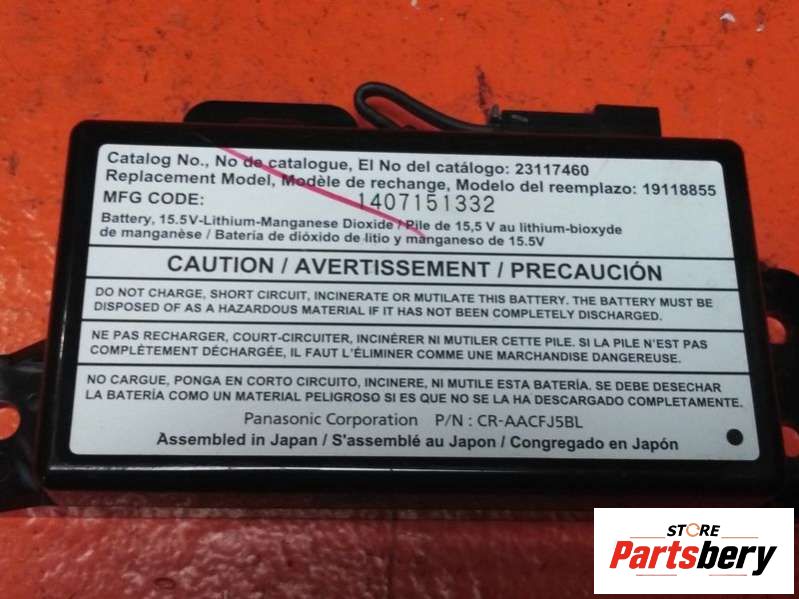 Catalog No., No de catalogue, El No del catálogo: 23117460
Replacement Model, Modèle de rechange, Modelo del reemplazo: 19118855
MFG CODE: 1407151332
Battery, 15.5V-Lithium-Manganese Dioxide / Pile de 15,5 V au lithium-bioxyde
de manganèse / Batería de dióxido de litio y manganeso de 15.5V
CAUTION / AVERTISSEMENT / PRECAUCIÓN
DO NOT CHARGE, SHORT CIRCUIT, INCINERATE OR MUTILATE THIS BATTERY. THE BATTERY MUST BE
DISPOSED OF AS A HAZARDOUS MATERIAL IF IT HAS NOT BEEN COMPLETELY DISCHARGED.
NE PAS RECHARGER, COURT-CIRCUITER, INCINÉRER NI MUTILER CETTE PILE. SI LA PILE N'EST PAS
COMPLÈTEMENT DÉCHARGÉE, IL FAUT L'ÉLIMINER COMME UNE MARCHANDISE DANGEREUSE.
NO CARGUE, PONGA EN CORTO CIRCUITO, INCINERE, NI MUTILE ESTA BATERÍA. SE DEBE DESECHAR
LA BATERÍA COMO UN MATERIAL PELIGROSO SI ES QUE NO SE LA HA DESCARGADO COMPLETAMENTE.
Panasonic Corporation P/N : CR-AACFJ5BL
Assembled in Japan / S'assemblé au Japon / Congregado en Japón
STORE
Partsbery